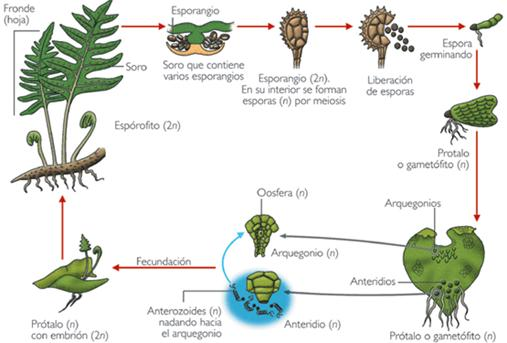 Fronde
(hoja)
Soro
Espórofito (2n)
Esporangio
Soro que contiene
varios esporangios
Esporangio (2n).
En su interior se forman
esporas (n) por meiosis
Liberación
de esporas
Espora
germinando
Protalo
o gametófito (n)
Arquegonios
Anteridios
Prótalo o gametófito (n)
Oosfera (n)
Arquegonio (n)
Anteridio (n)
Anterozoides (n)
nadando hacia
el arquegonio
Fecundación
Prótalo (n)
con embrión (2n)